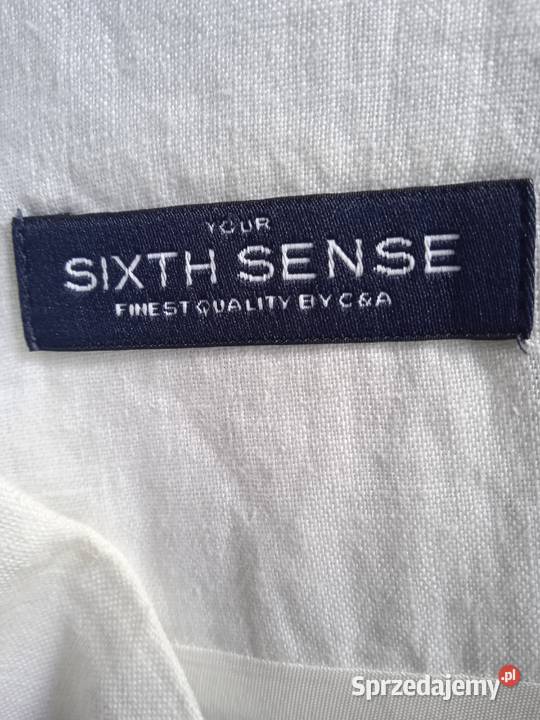 YOUR
SIXTH SENSE
FINEST QUALITY BY C&A
Sprzedajemy.pl